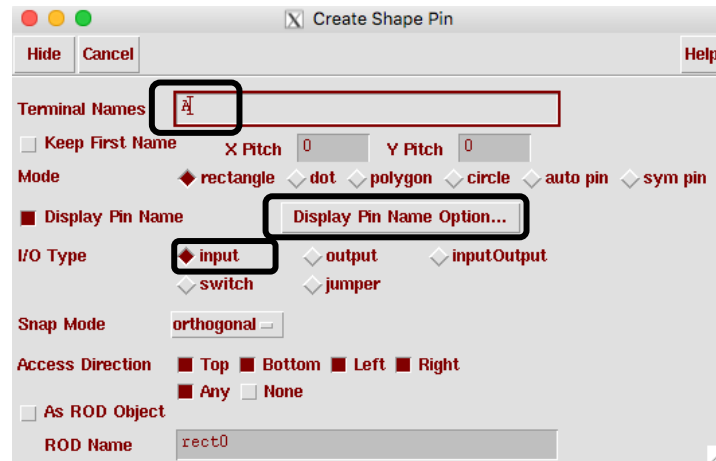 Create Shape Pin
Hide Cancel Help
Terminal Names A
Keep First Name X Pitch 0 Y Pitch 0
Mode rectangle dot polygon circle auto pin sym pin
Display Pin Name Display Pin Name Option...
I/O Type input output inputOutput
switch jumper
Snap Mode orthogonal
Access Direction Top Bottom Left Right
Any None
As ROD Object
ROD Name rect0